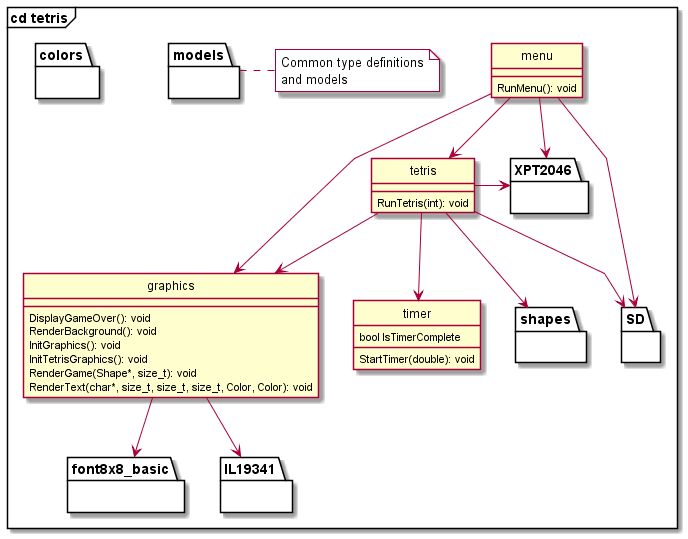 cd tetris
colors
models
Common type definitions
and models
menu
RunMenu(): void
tetris
RunTetris(int): void
XPT2046
graphics
DisplayGameOver(): void
RenderBackground(): void
InitGraphics(): void
InitTetrisGraphics(): void
RenderGame(Shape*, size_t): void
RenderText(char*, size_t, size_t, size_t, Color, Color): void
timer
bool IsTimerComplete
StartTimer(double): void
shapes
SD
font8x8_basic
IL19341